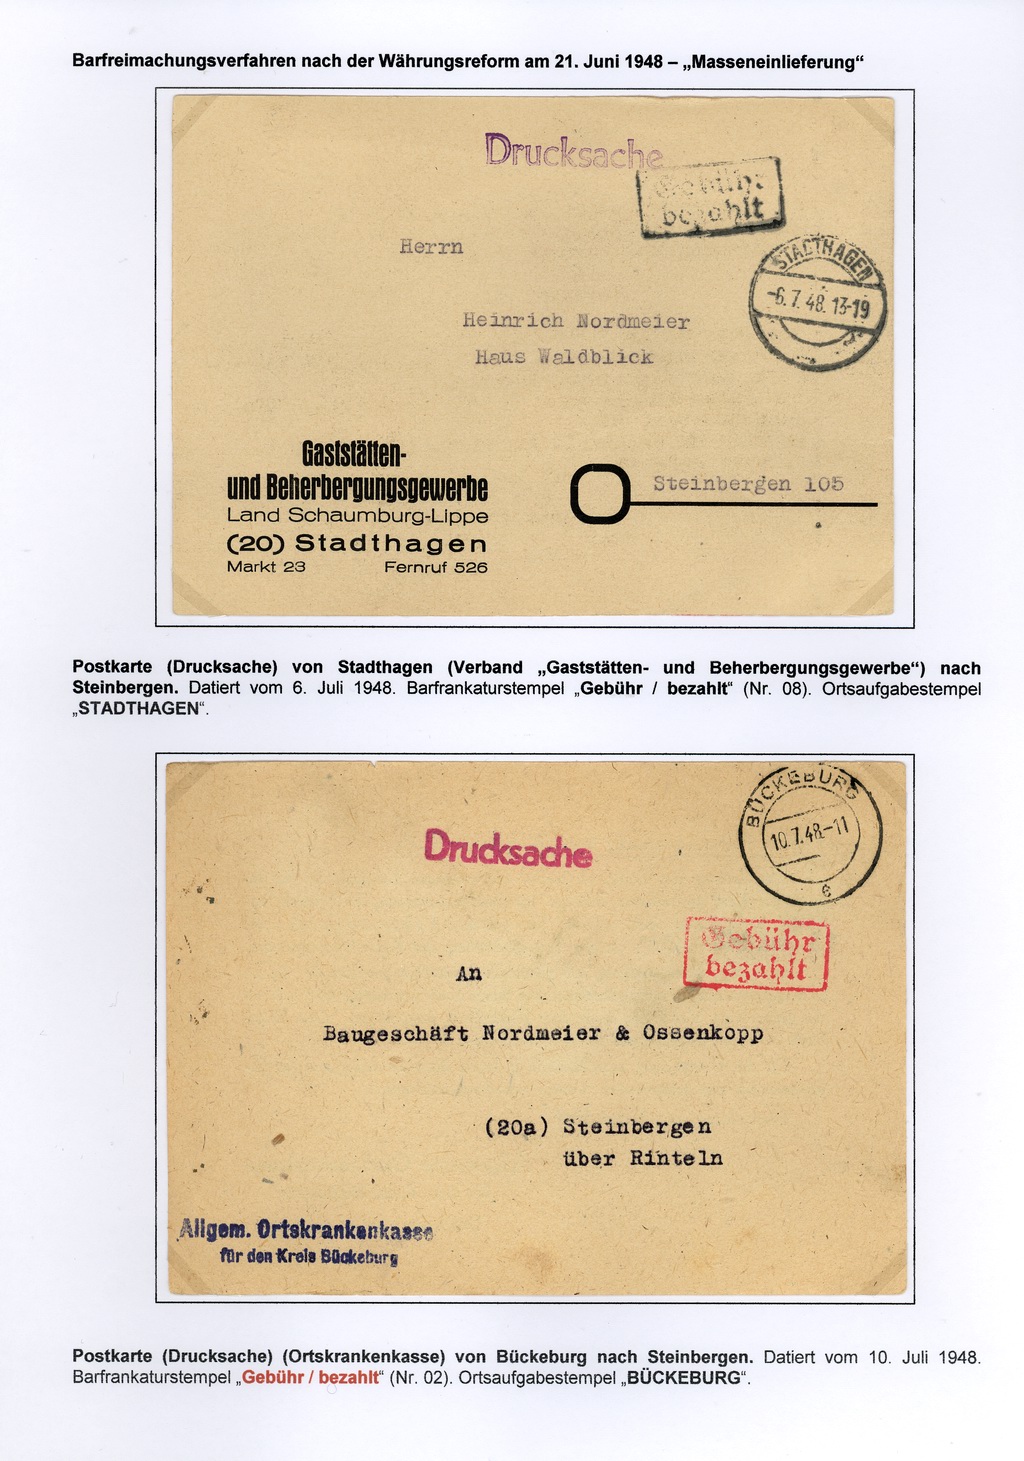 Barfreimachungsverfahren nach der Währungsreform am 21. Juni 1948 – „Masseneinlieferung“
Drucksache
Gebühr
bezahlt
STADTHAGEN
-6.7.48.13-19
Herrn
Heinrich Nordmeier
Haus Waldblick
Gaststätten-
und Beherbergungsgewerbe
Land Schaumburg-Lippe
(20) Stadthagen
Markt 23 Fernruf 526
Steinbergen 105
Postkarte (Drucksache) von Stadthagen (Verband „Gaststätten- und Beherbergungsgewerbe“) nach
Steinbergen. Datiert vom 6. Juli 1948. Barfrankaturstempel „Gebühr / bezahlt“ (Nr. 08). Ortsaufgabestempel
„STADTHAGEN“.
BÜCKEBURG
10.7.48-11
e
Drucksache
Gebühr
bezahlt
An
Baugeschäft Nordmeier & Ossenkopp
(20a) Steinbergen
über Rinteln
Allgem. Ortskrankenkasse
für den Kreis Bückeburg
Postkarte (Drucksache) (Ortskrankenkasse) von Bückeburg nach Steinbergen. Datiert vom 10. Juli 1948.
Barfrankaturstempel „Gebühr / bezahlt“ (Nr. 02). Ortsaufgabestempel „BÜCKEBURG“.